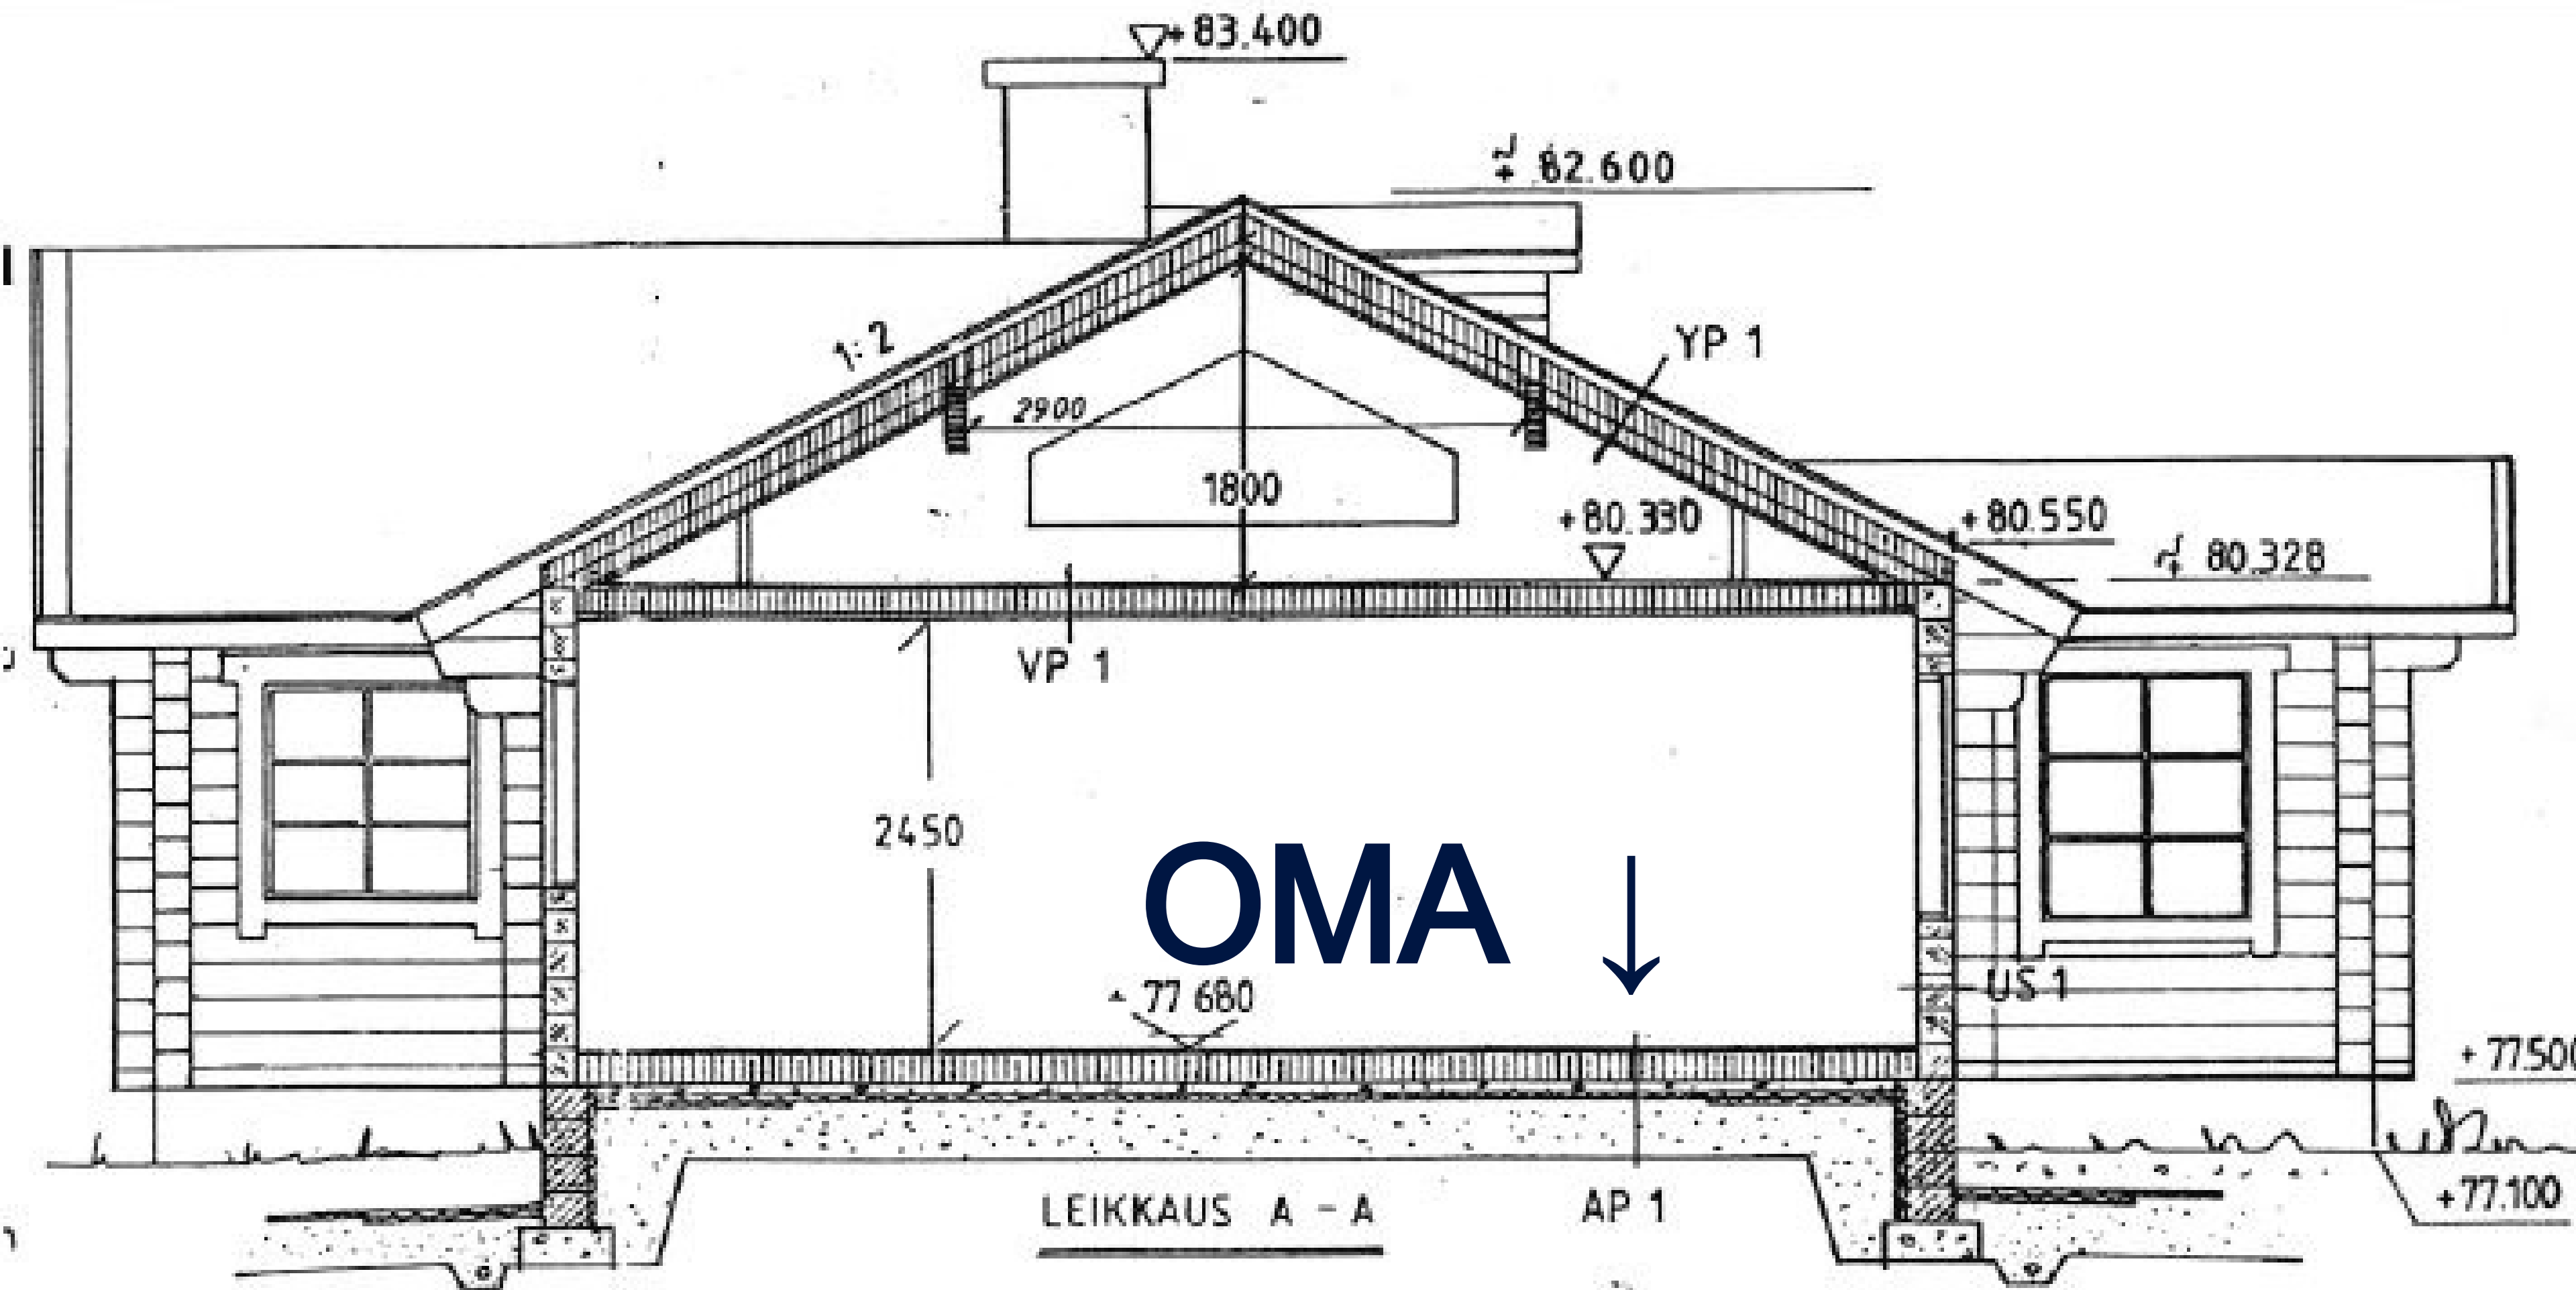 +83.400
+ 82.600
1:2
YP 1
2900
1800
+80.330
+80.550
80.328
VP 1
2450
OMA ↓
77 680
US 1
+77.500
+77.100
LEIKKAUS A - A
AP 1